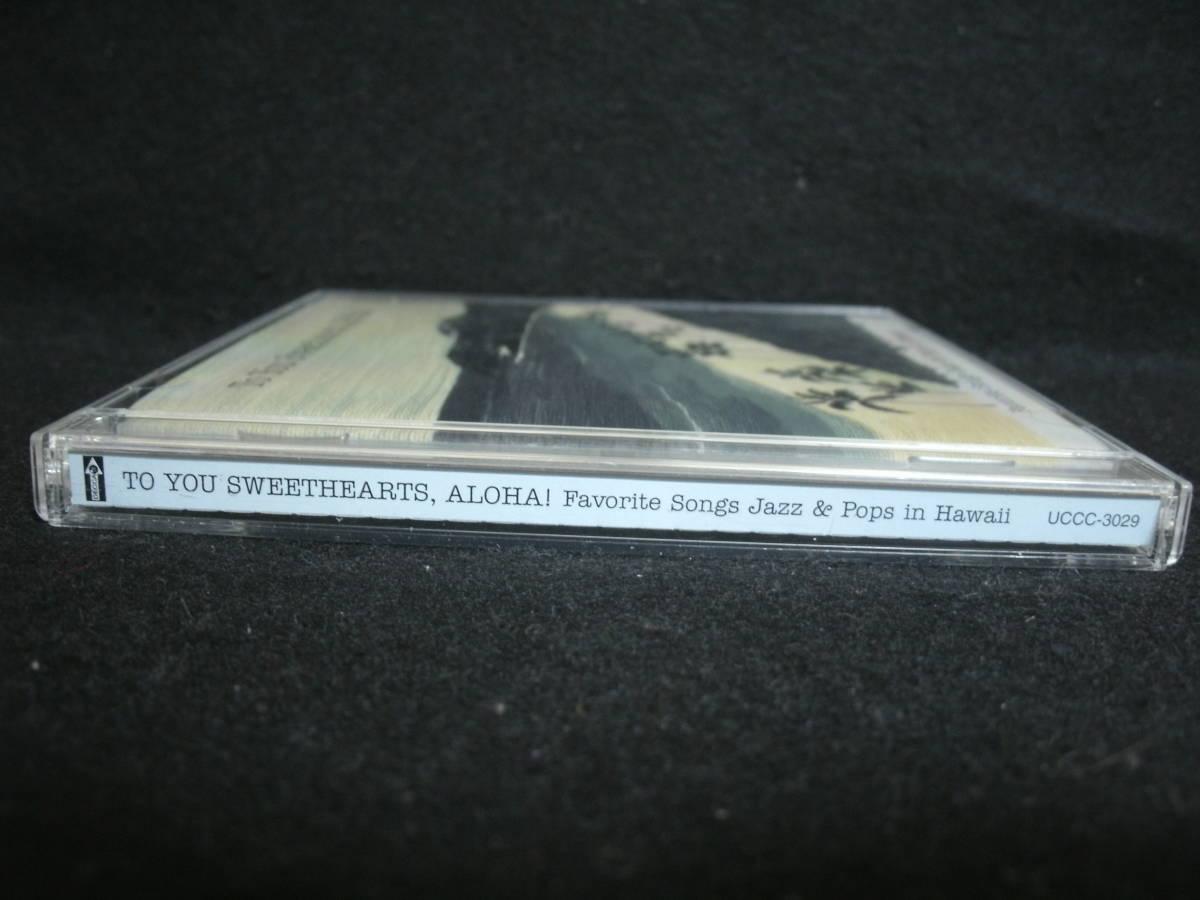 TO YOU SWEETHEARTS, ALOHA! Favorite Songs Jazz & Pops in Hawaii UCCC-3029